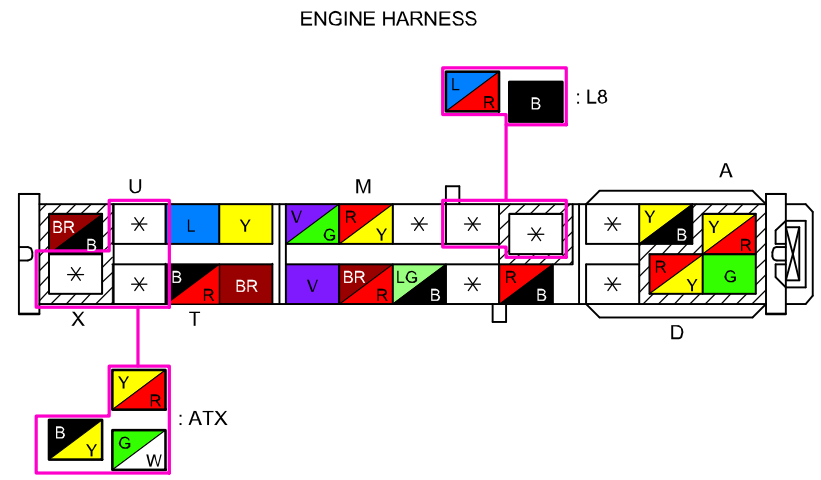 ENGINE HARNESS
L R B : L8
U M A
BR B * L Y V G R Y * * * * Y B Y R
* * B R BR V BR R LG B * R B * R Y G
X T D
Y R : ATX
B Y G W